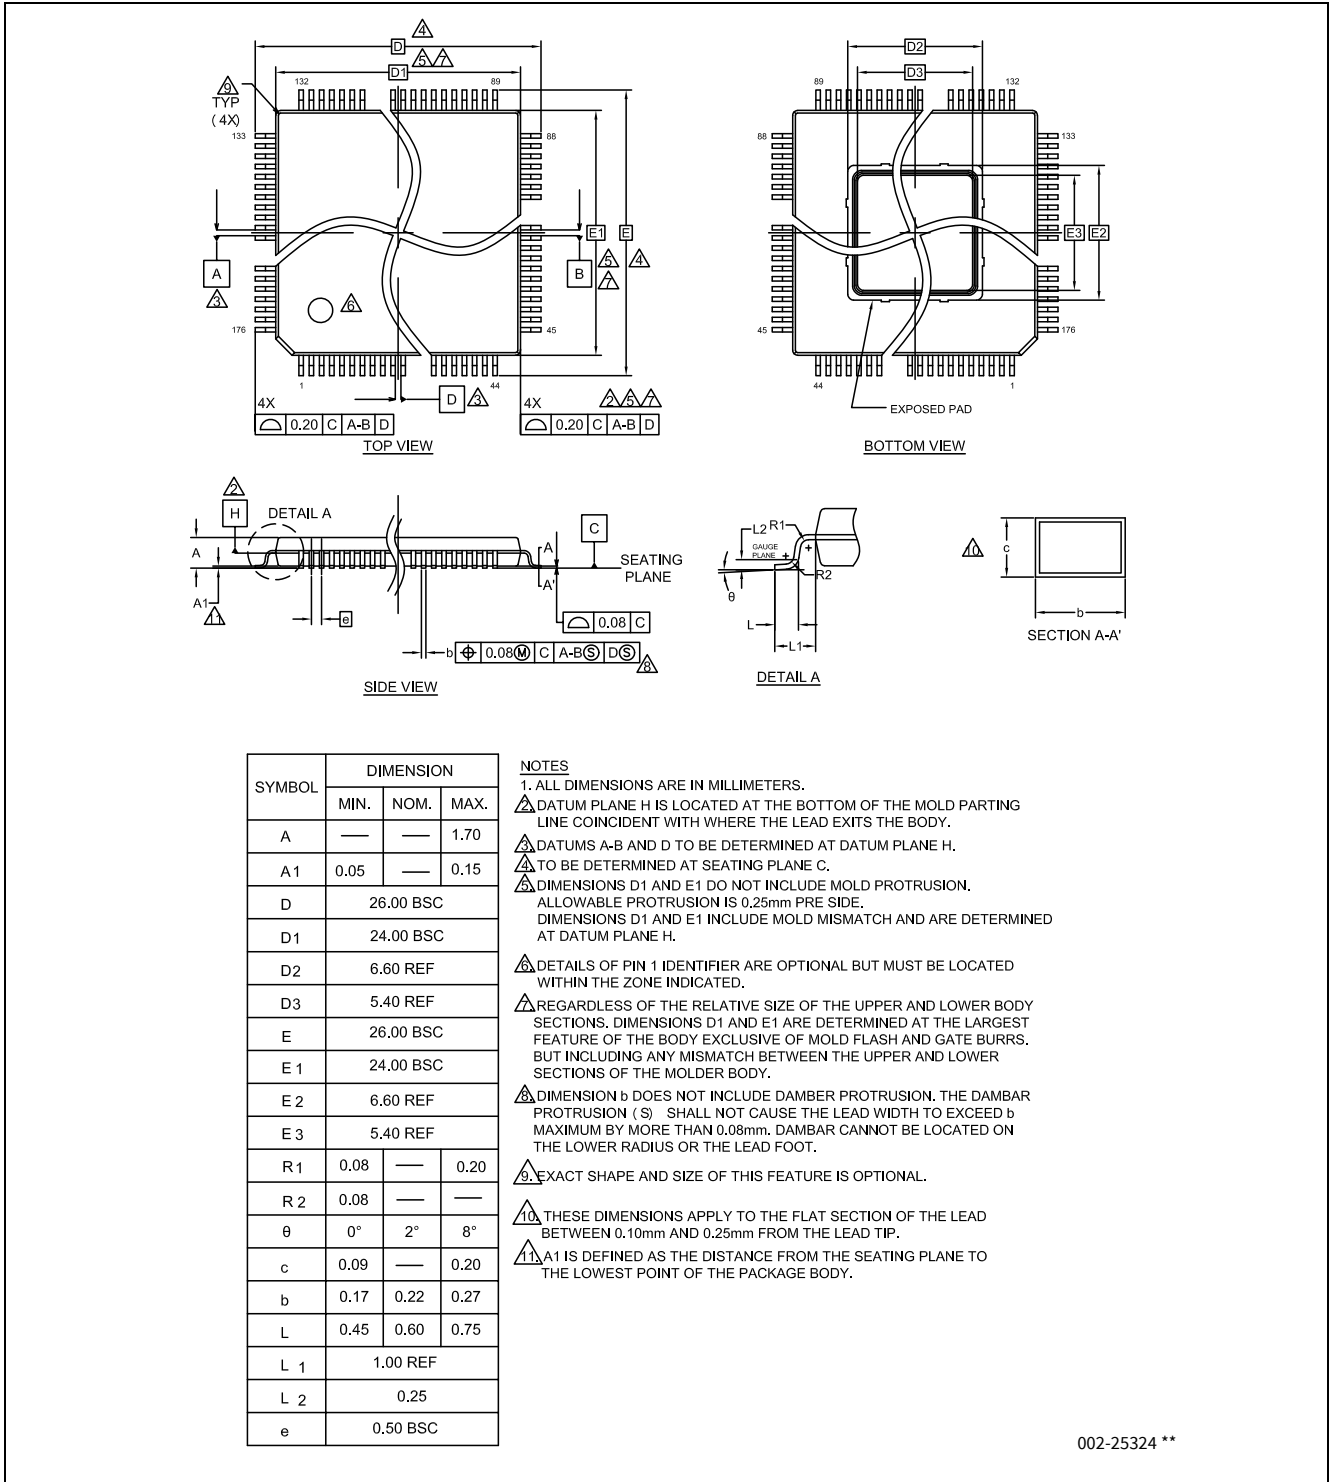 4
D
D2
5 7
D1
D3
132
89
89
132
9
TYP
( 4X)
133
88
88
133
E1
E
E3
E2
A
B
5
4
3
7
6
176
45
45
176
1
44
44
1
D
3
4X
4X
2 5 7
0.20 C A-B D
0.20 C A-B D
EXPOSED PAD
TOP VIEW
BOTTOM VIEW
2
H
DETAIL A
C
A
A
A'
SEATING
PLANE
A1
11
e
0.08 C
b
0.08 M C A-B S D S
8
SIDE VIEW
L2
R1
GAUGE
PLANE
R2
θ
L
L1
DETAIL A
10
c
b
SECTION A-A'
SYMBOL DIMENSION
MIN. NOM. MAX.
A — — 1.70
A1 0.05 — 0.15
D 26.00 BSC
D1 24.00 BSC
D2 6.60 REF
D3 5.40 REF
E 26.00 BSC
E1 24.00 BSC
E2 6.60 REF
E3 5.40 REF
R1 0.08 — 0.20
R2 0.08 — —
θ 0° 2° 8°
c 0.09 — 0.20
b 0.17 0.22 0.27
L 0.45 0.60 0.75
L 1 1.00 REF
L 2 0.25
e 0.50 BSC
NOTES
1. ALL DIMENSIONS ARE IN MILLIMETERS.
2. DATUM PLANE H IS LOCATED AT THE BOTTOM OF THE MOLD PARTING
LINE COINCIDENT WITH WHERE THE LEAD EXITS THE BODY.
3. DATUMS A-B AND D TO BE DETERMINED AT DATUM PLANE H.
4. TO BE DETERMINED AT SEATING PLANE C.
5. DIMENSIONS D1 AND E1 DO NOT INCLUDE MOLD PROTRUSION.
ALLOWABLE PROTRUSION IS 0.25mm PRE SIDE.
DIMENSIONS D1 AND E1 INCLUDE MOLD MISMATCH AND ARE DETERMINED
AT DATUM PLANE H.
6. DETAILS OF PIN 1 IDENTIFIER ARE OPTIONAL BUT MUST BE LOCATED
WITHIN THE ZONE INDICATED.
7. REGARDLESS OF THE RELATIVE SIZE OF THE UPPER AND LOWER BODY
SECTIONS. DIMENSIONS D1 AND E1 ARE DETERMINED AT THE LARGEST
FEATURE OF THE BODY EXCLUSIVE OF MOLD FLASH AND GATE BURRS.
BUT INCLUDING ANY MISMATCH BETWEEN THE UPPER AND LOWER
SECTIONS OF THE MOLDER BODY.
8. DIMENSION b DOES NOT INCLUDE DAMBER PROTRUSION. THE DAMBAR
PROTRUSION ( S) SHALL NOT CAUSE THE LEAD WIDTH TO EXCEED b
MAXIMUM BY MORE THAN 0.08mm. DAMBAR CANNOT BE LOCATED ON
THE LOWER RADIUS OR THE LEAD FOOT.
9. EXACT SHAPE AND SIZE OF THIS FEATURE IS OPTIONAL.
10. THESE DIMENSIONS APPLY TO THE FLAT SECTION OF THE LEAD
BETWEEN 0.10mm AND 0.25mm FROM THE LEAD TIP.
11. A1 IS DEFINED AS THE DISTANCE FROM THE SEATING PLANE TO
THE LOWEST POINT OF THE PACKAGE BODY.
002-25324 **